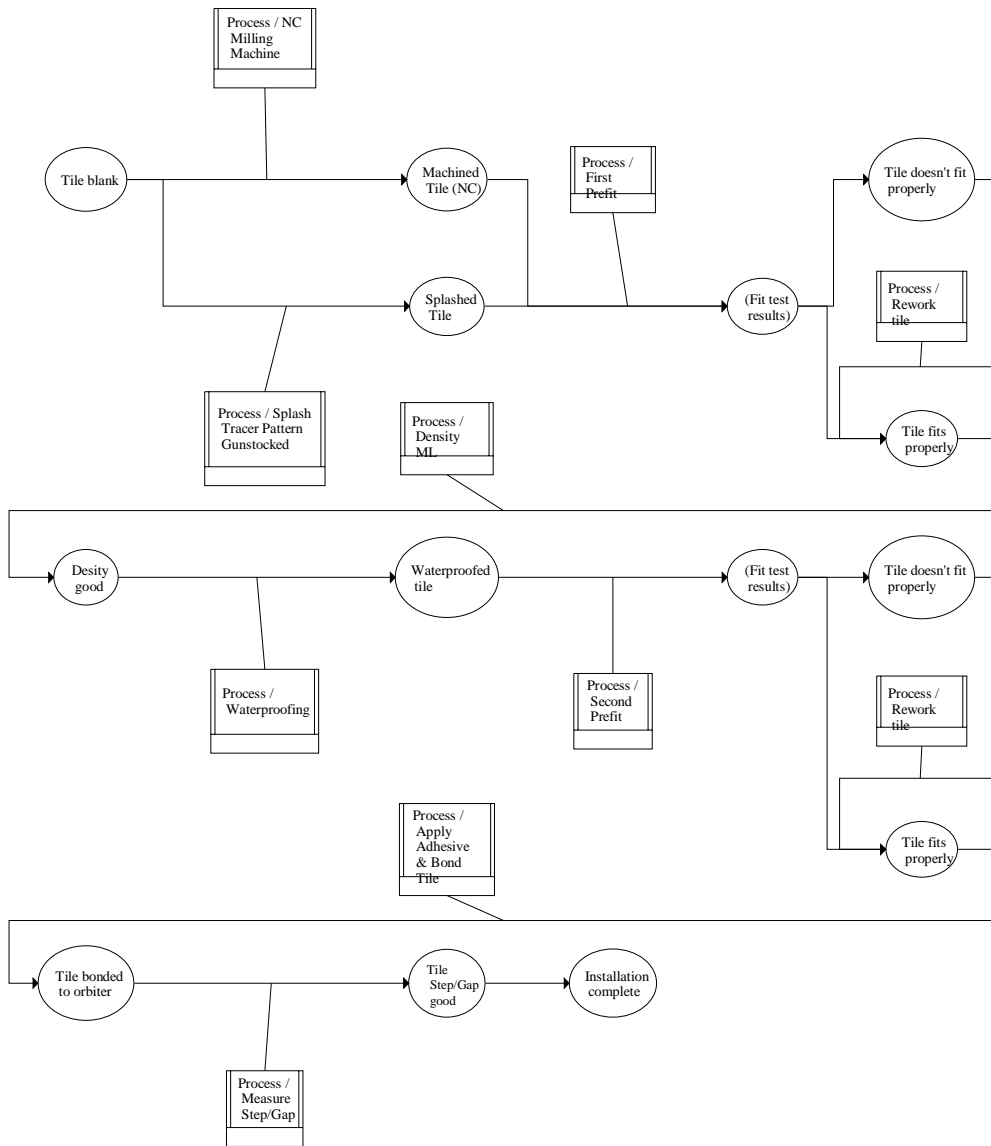 Process / NC
Milling
Machine
Tile blank
Machined
Tile (NC)
Process /
First
Prefit
Tile doesn't fit
properly
Splashed
Tile
(Fit test
results)
Process /
Rework
tile
Process / Splash
Tracer Pattern
Gunstocked
Process /
Density
ML
Tile fits
properly
Desity
good
Waterproofed
tile
(Fit test
results)
Tile doesn't fit
properly
Process /
Waterproofing
Process /
Second
Prefit
Process /
Rework
tile
Process /
Apply
Adhesive
& Bond
Tile
Tile fits
properly
Tile bonded
to orbiter
Tile
Step/Gap
good
Installation
complete
Process /
Measure
Step/Gap